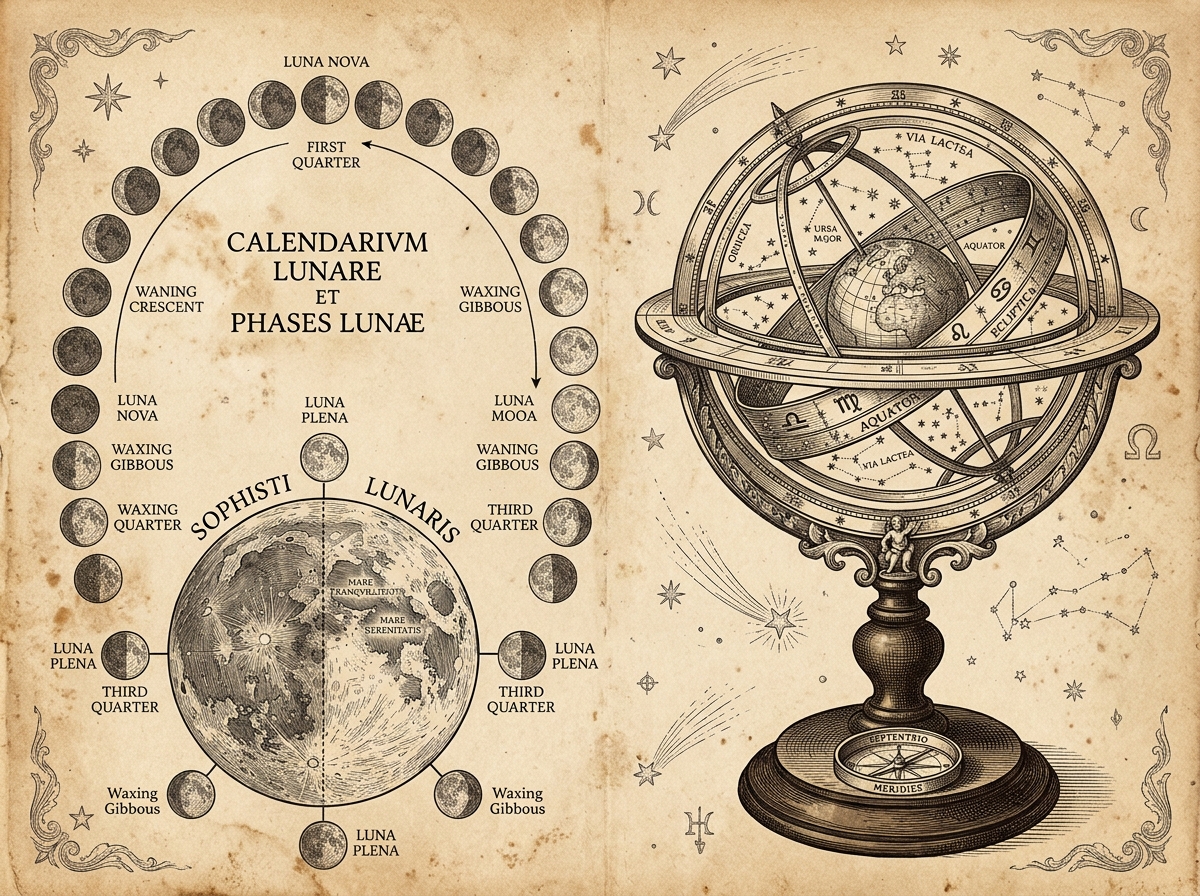 LUNA NOVA
FIRST
QUARTER
CALENDARIVM
LUNARE
ET
PHASES LUNÆ
WANING
CRESCENT
WAXING
GIBBOUS
LUNA
NOVA
LUNA
PLENA
LUNA
MOOA
WAXING
GIBBOUS
WANING
GIBBOUS
WAXING
QUARTER
THIRD
QUARTER
SOPHISTI LUNARIS
MARE
MARE
SERENITATIS
LUNA
PLENA
THIRD
QUARTER
LUNA
PLENA
THIRD
QUARTER
Waxing
Gibbous
Waxing
Gibbous
LUNA
PLENA
VIA LACTEA
URSA
AQUATOR
♊
♋
♌
♎
♍
AQUATOR
VIA LACTEA
Ω
SEPTENTRIO
MERIDIES